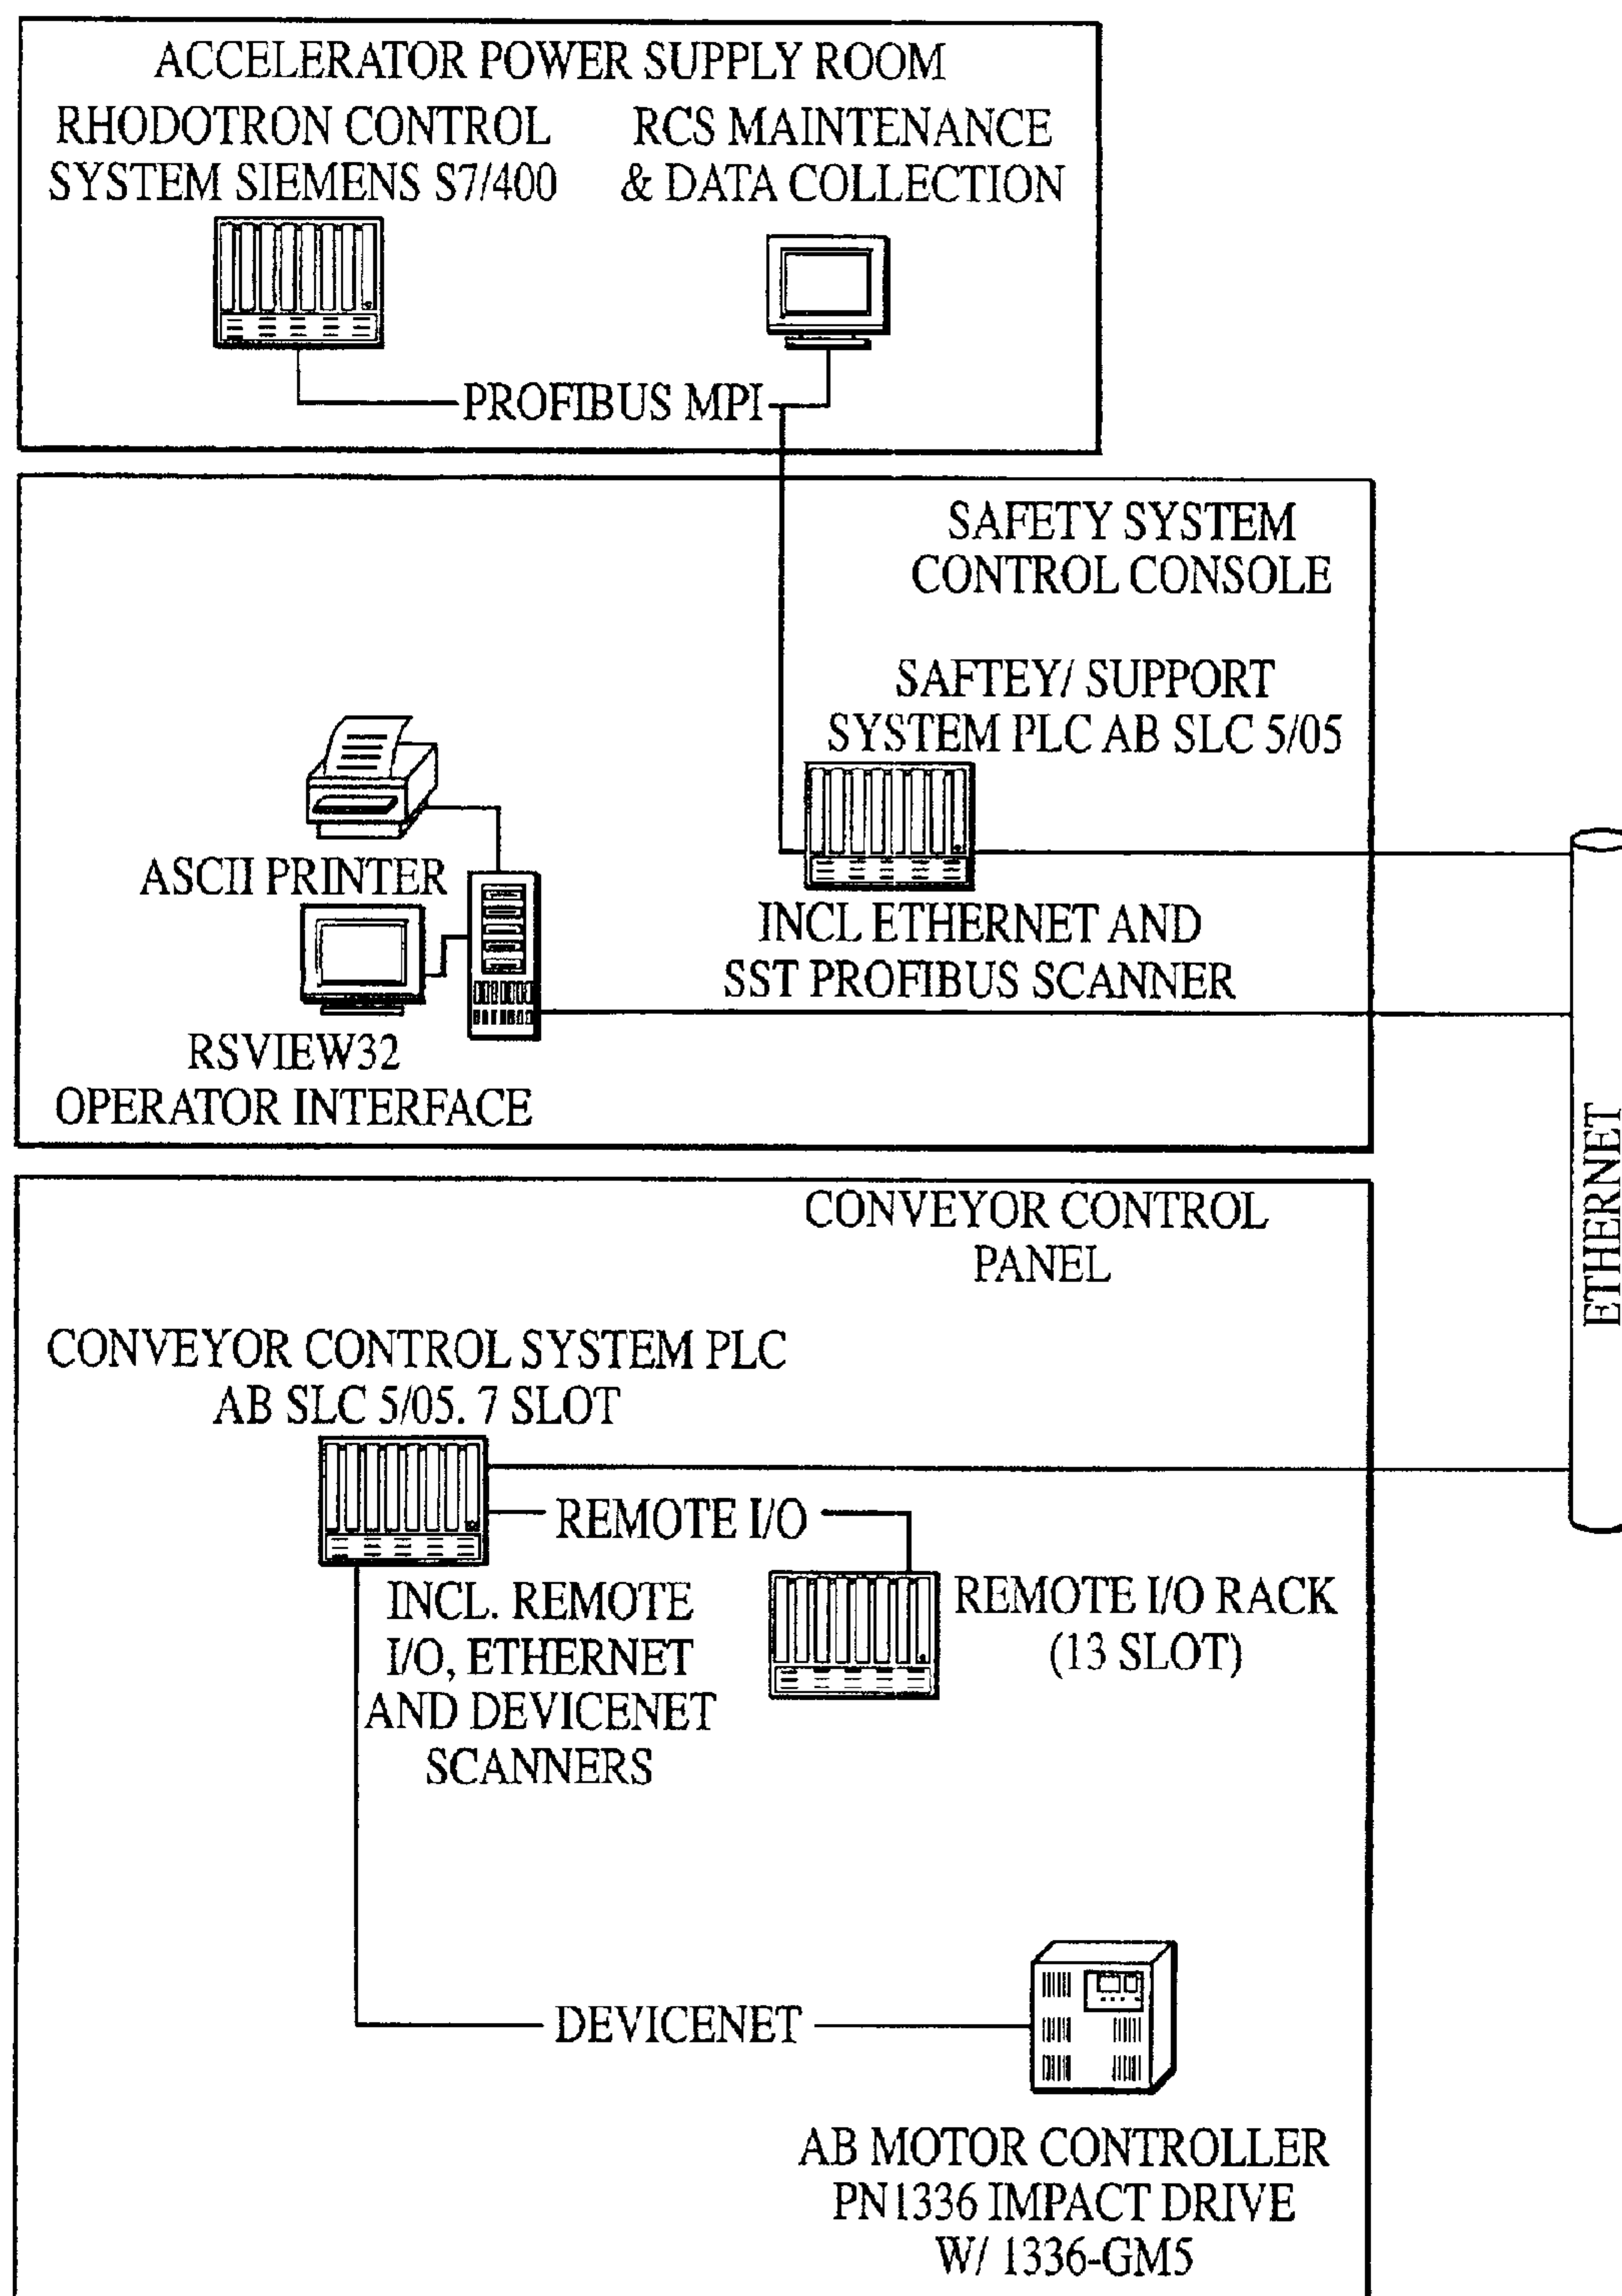 ACCELERATOR POWER SUPPLY ROOM
RHODOTRON CONTROL
SYSTEM SIEMENS S7/400
RCS MAINTENANCE
& DATA COLLECTION
PROFIBUS MPI
SAFETY SYSTEM
CONTROL CONSOLE
SAFTEY/ SUPPORT
SYSTEM PLC AB SLC 5/05
ASCII PRINTER
INCL ETHERNET AND
SST PROFIBUS SCANNER
RSVIEW32
OPERATOR INTERFACE
ETHERNET
CONVEYOR CONTROL
PANEL
CONVEYOR CONTROL SYSTEM PLC
AB SLC 5/05. 7 SLOT
REMOTE I/O
INCL. REMOTE
I/O, ETHERNET
AND DEVICENET
SCANNERS
REMOTE I/O RACK
(13 SLOT)
DEVICENET
AB MOTOR CONTROLLER
PN1336 IMPACT DRIVE
W/ 1336-GM5